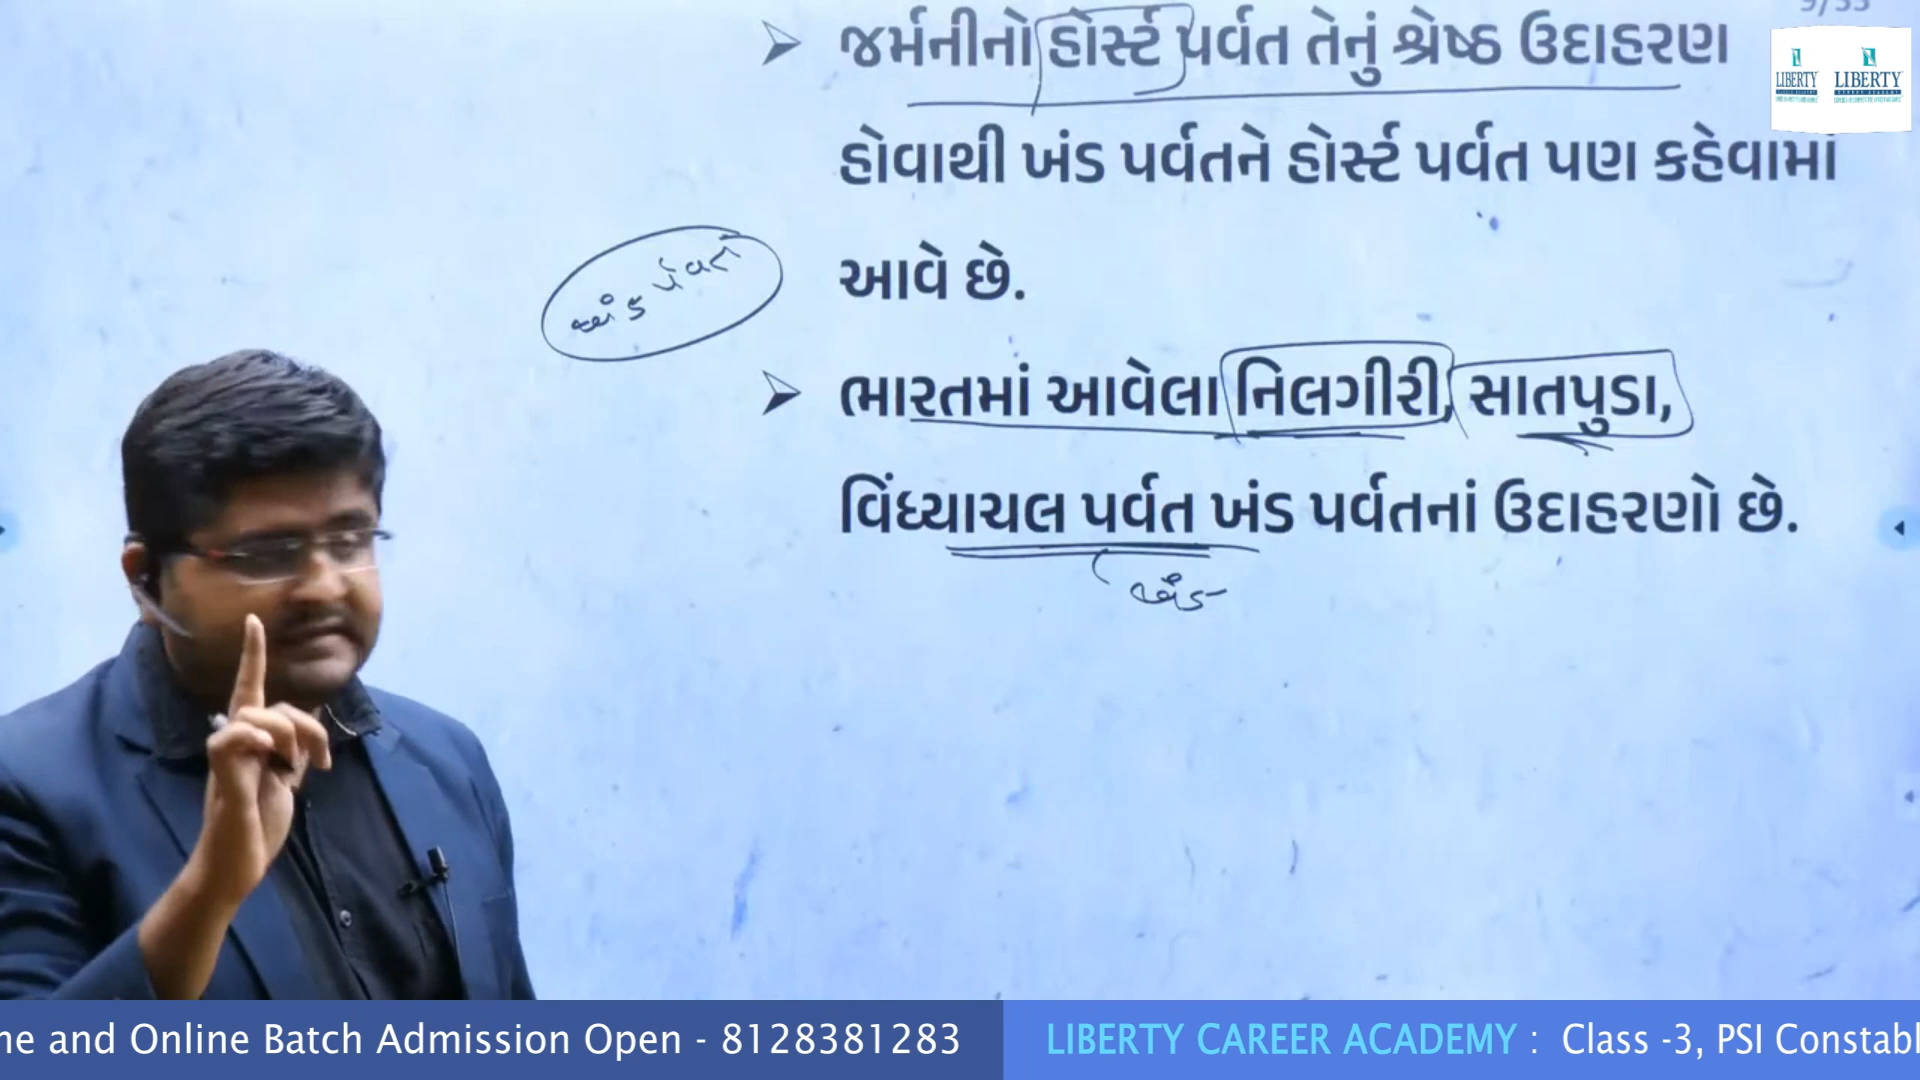 ➤ જર્મનીનો હોર્સ્ટ પર્વત તેનું શ્રેષ્ઠ ઉદાહરણ
હોવાથી ખંડ પર્વતને હોર્સ્ટ પર્વત પણ કહેવામાં
આવે છે.
ખંડ પર્વત
➤ ભારતમાં આવેલા નિલગીરી, સાતપુડા,
વિંધ્યાચલ પર્વત ખંડ પર્વતનાં ઉદાહરણો છે.
ખંડ
LIBERTY LIBERTY
ne and Online Batch Admission Open - 8128381283
LIBERTY CAREER ACADEMY : Class -3, PSI Constabl